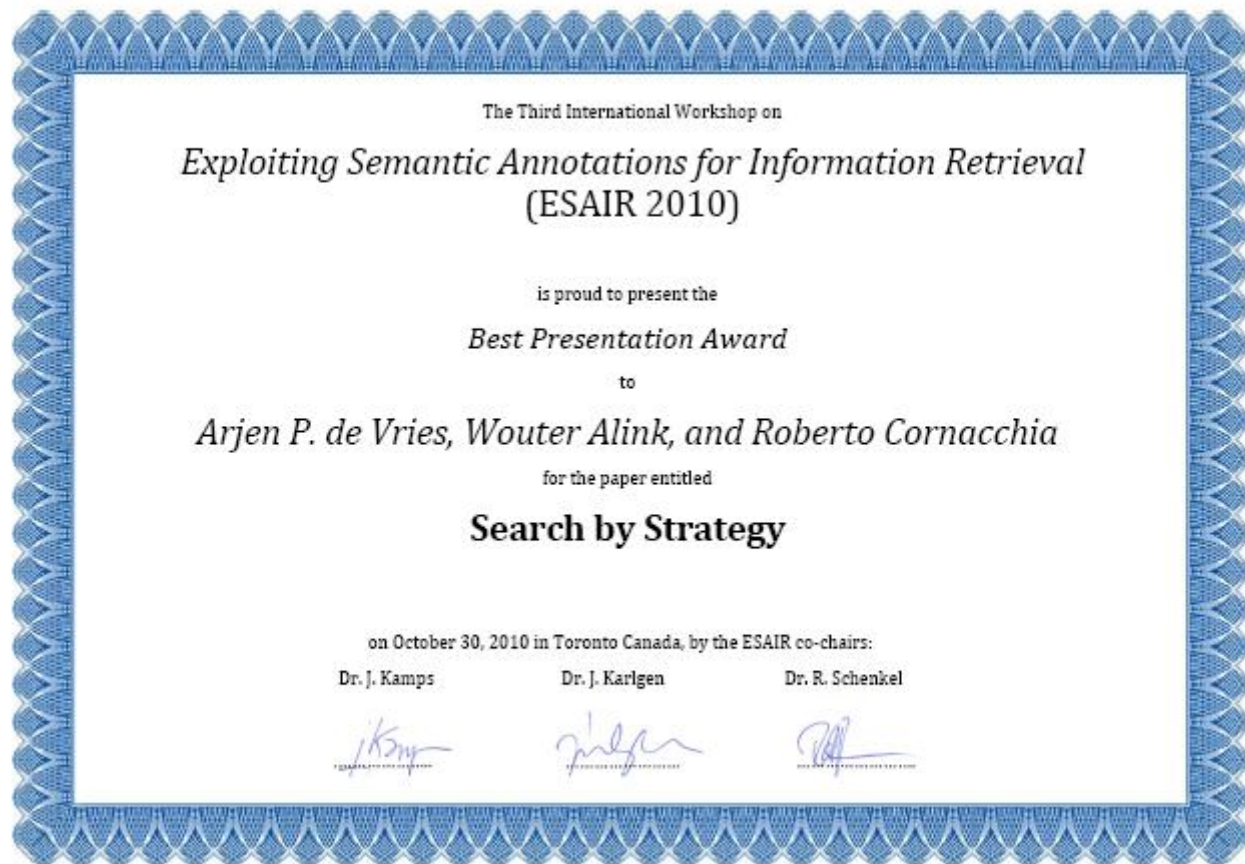 The Third International Workshop on
Exploiting Semantic Annotations for Information Retrieval
(ESAIR 2010)
is proud to present the
Best Presentation Award
to
Arjen P. de Vries, Wouter Alink, and Roberto Cornacchia
for the paper entitled
Search by Strategy
on October 30, 2010 in Toronto Canada, by the ESAIR co-chairs:
Dr. J. Kamps Dr. J. Karlgen Dr. R. Schenkel